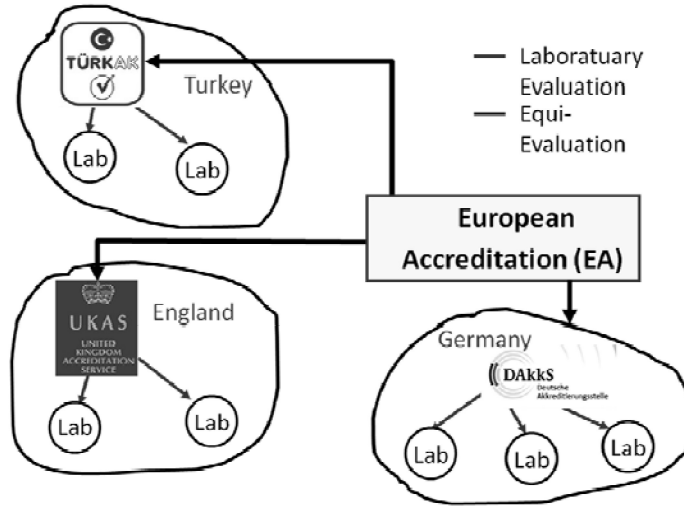 TÜRKAK
Turkey
Lab
Lab
Laboratuary
Evaluation
Equi-
Evaluation
European
Accreditation (EA)
UKAS
UNITED
KINGDOM
ACCREDITATION
SERVICE
England
Lab
Lab
Germany
DAkkS
Deutsche
Akkreditierungsstelle
Lab
Lab
Lab